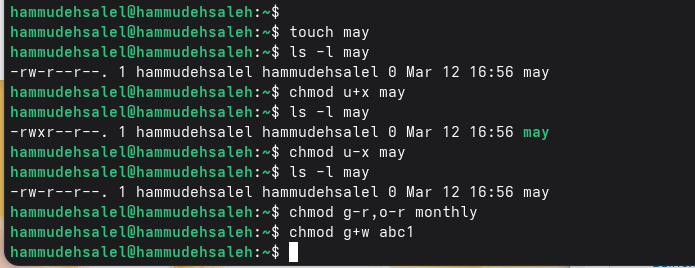 hammudehsalel@hammudehsaleh:~$
hammudehsalel@hammudehsaleh:~$ touch may
hammudehsalel@hammudehsaleh:~$ ls -l may
-rw-r--r--. 1 hammudehsalel hammudehsalel 0 Mar 12 16:56 may
hammudehsalel@hammudehsaleh:~$ chmod u+x may
hammudehsalel@hammudehsaleh:~$ ls -l may
-rwxr--r--. 1 hammudehsalel hammudehsalel 0 Mar 12 16:56 may
hammudehsalel@hammudehsaleh:~$ chmod u-x may
hammudehsalel@hammudehsaleh:~$ ls -l may
-rw-r--r--. 1 hammudehsalel hammudehsalel 0 Mar 12 16:56 may
hammudehsalel@hammudehsaleh:~$ chmod g-r,o-r monthly
hammudehsalel@hammudehsaleh:~$ chmod g+w abc1
hammudehsalel@hammudehsaleh:~$